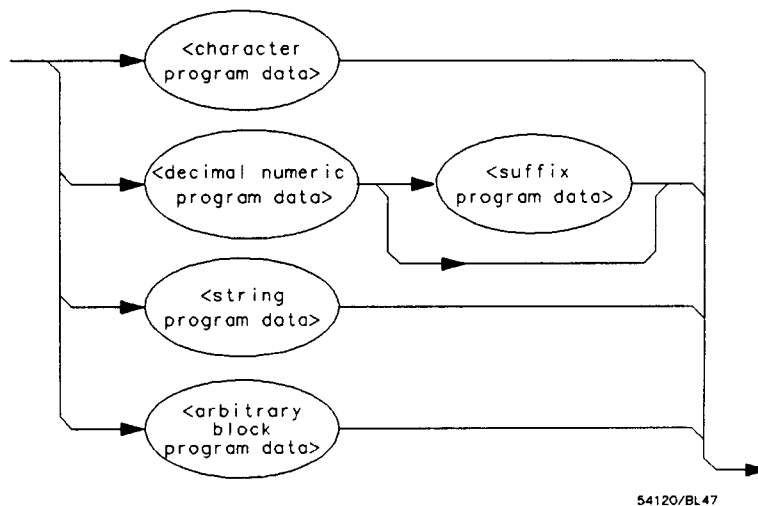 <character
program data>
<decimal numeric
program data>
<suffix
program data>
<string
program data>
<arbitrary
block
program data>
54120/BL47